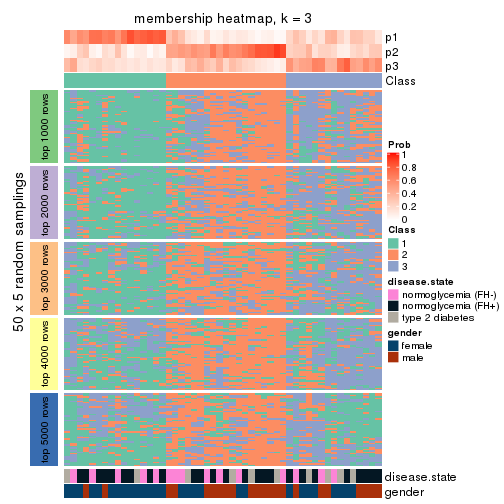 membership heatmap, k = 3
p1
p2
p3
Class
50 x 5 random samplings
top 1000 rows
top 2000 rows
top 3000 rows
top 4000 rows
top 5000 rows
Prob
1
0.8
0.6
0.4
0.2
0
Class
1
2
3
disease.state
normoglycemia (FH-)
normoglycemia (FH+)
type 2 diabetes
gender
female
male
disease.state
gender